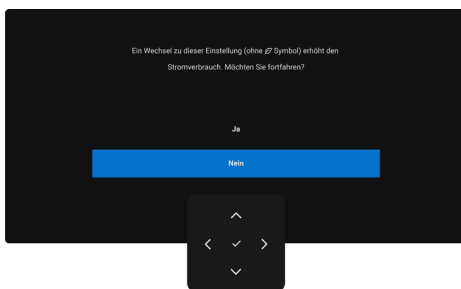 Ein Wechsel zu dieser Einstellung (ohne Symbol) erhöht den
Stromverbrauch. Möchten Sie fortfahren?
Ja
Nein